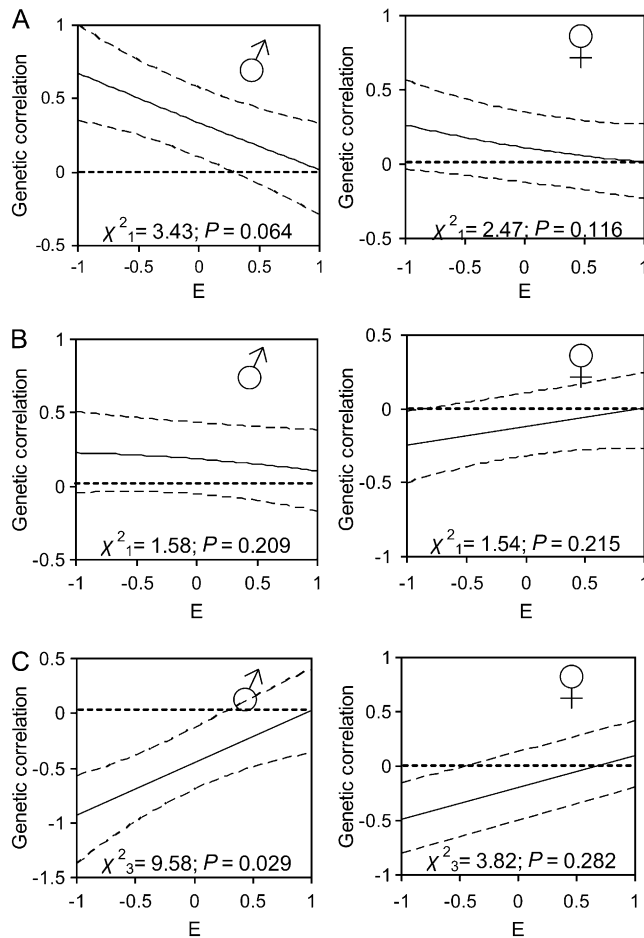 A
Genetic correlation
1
0.5
0
-0.5
χ²₁= 3.43; P = 0.064
-1 -0.5 0 0.5 1
E
Genetic correlation
1
0.5
0
-0.5
χ²₁= 2.47; P = 0.116
-1 -0.5 0 0.5 1
E
B
Genetic correlation
1
0.5
0
-0.5
χ²₁= 1.58; P = 0.209
-1 -0.5 0 0.5 1
E
Genetic correlation
0.5
0
-0.5
-1
χ²₁= 1.54; P = 0.215
-1 -0.5 0 0.5 1
E
C
Genetic correlation
0.5
0
-0.5
-1
-1.5
χ²₃= 9.58; P = 0.029
-1 -0.5 0 0.5 1
E
Genetic correlation
1
0.5
0
-0.5
-1
χ²₃= 3.82; P = 0.282
-1 -0.5 0 0.5 1
E